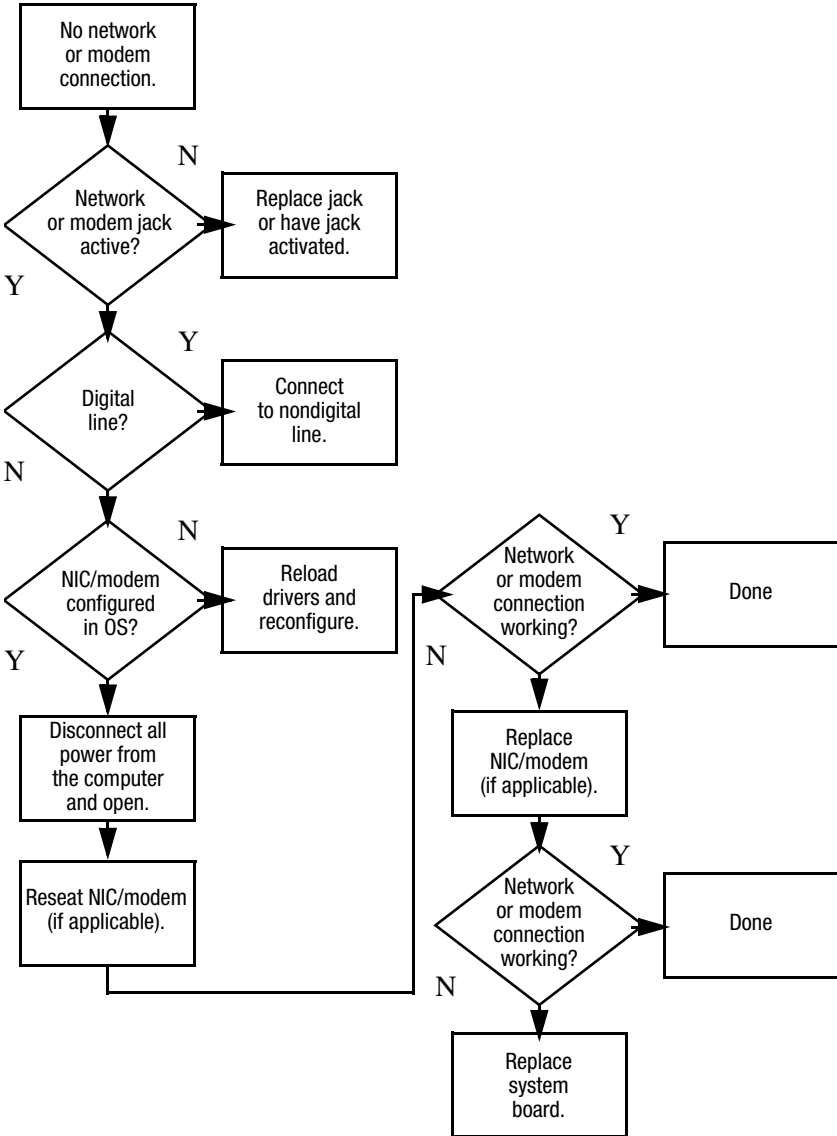 No network
or modem
connection.
N
Network
or modem jack
active?
Replace jack
or have jack
activated.
Y
Y
Digital
line?
Connect
to nondigital
line.
N
N
NIC/modem
configured
in OS?
Reload
drivers and
reconfigure.
Y
Disconnect all
power from
the computer
and open.
Reseat NIC/modem
(if applicable).
Y
Network
or modem
connection
working?
Done
N
Replace
NIC/modem
(if applicable).
Y
Network
or modem
connection
working?
Done
N
Replace
system
board.